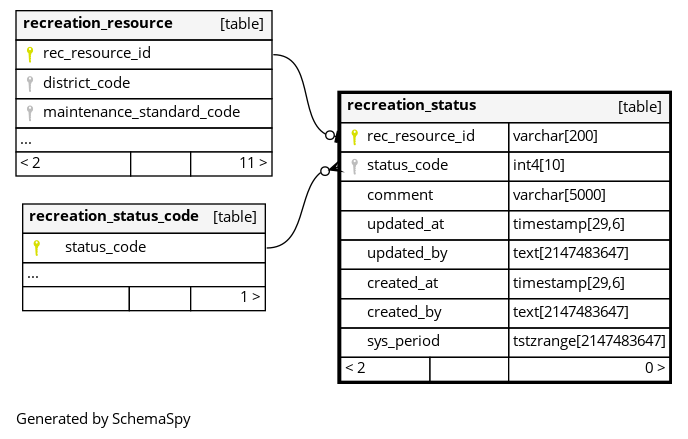 recreation_resource [table]
rec_resource_id
district_code
maintenance_standard_code
...
< 2 11 >
recreation_status_code [table]
status_code
...
1 >
recreation_status [table]
rec_resource_id varchar[200]
status_code int4[10]
comment varchar[5000]
updated_at timestamp[29,6]
updated_by text[2147483647]
created_at timestamp[29,6]
created_by text[2147483647]
sys_period tstzrange[2147483647]
< 2 0 >
Generated by SchemaSpy